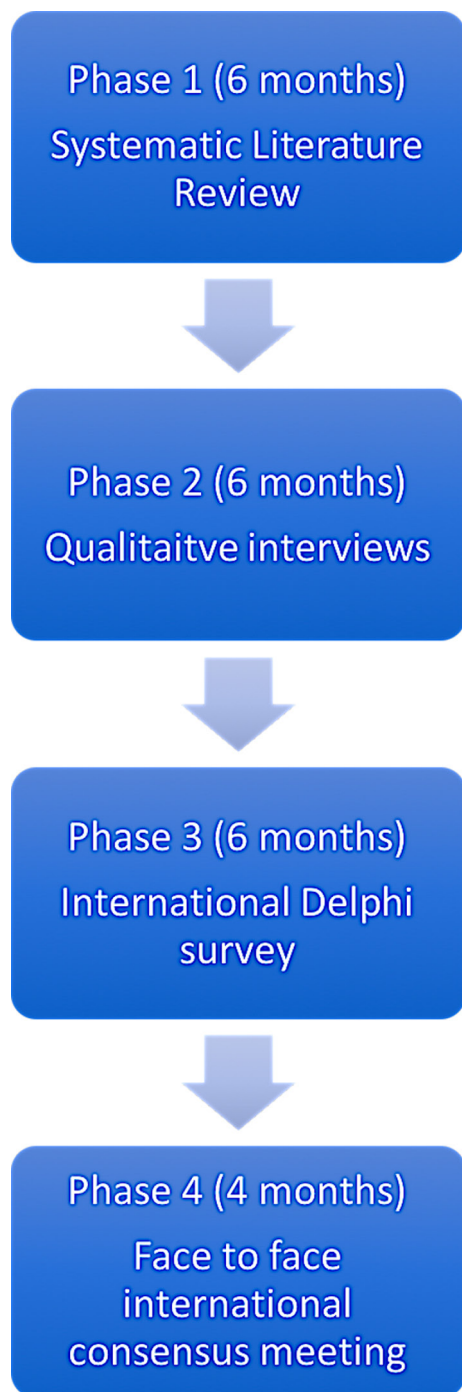 Phase 1 (6 months)
Systematic Literature
Review
Phase 2 (6 months)
Qualitaitve interviews
Phase 3 (6 months)
International Delphi
survey
Phase 4 (4 months)
Face to face
international
consensus meeting